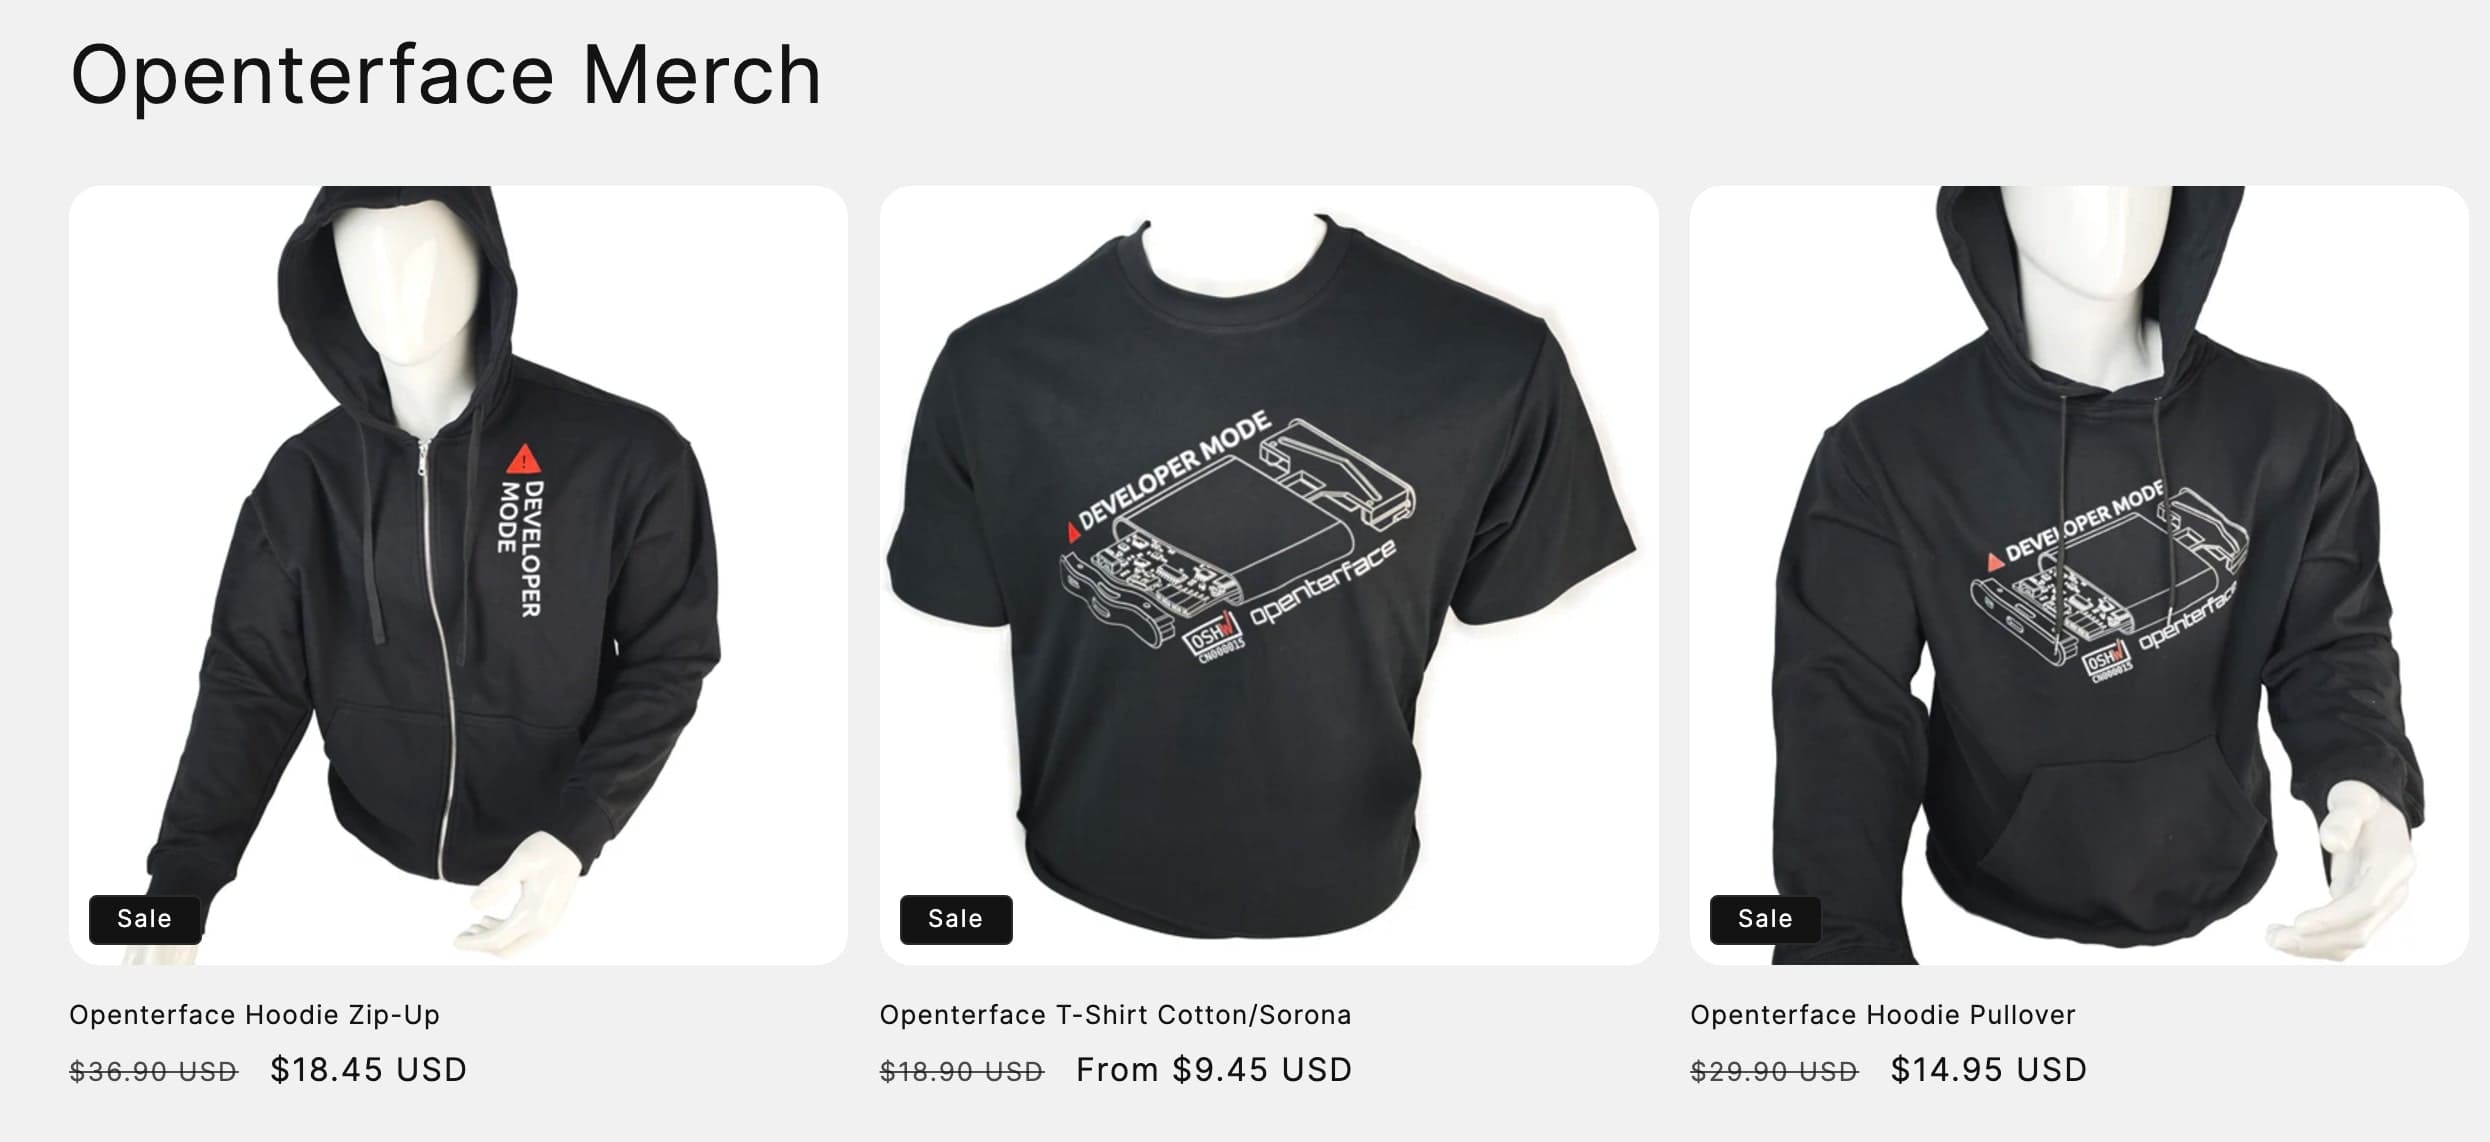 Openterface Merch
!
DEVELOPER
MODE
Sale
Openterface Hoodie Zip-Up
$36.90 USD $18.45 USD
DEVELOPER MODE
openterface
OSHW
CN000015
Sale
Openterface T-Shirt Cotton/Sorona
$18.90 USD From $9.45 USD
DEVELOPER MODE
openterface
OSHW
CN000015
Sale
Openterface Hoodie Pullover
$29.90 USD $14.95 USD